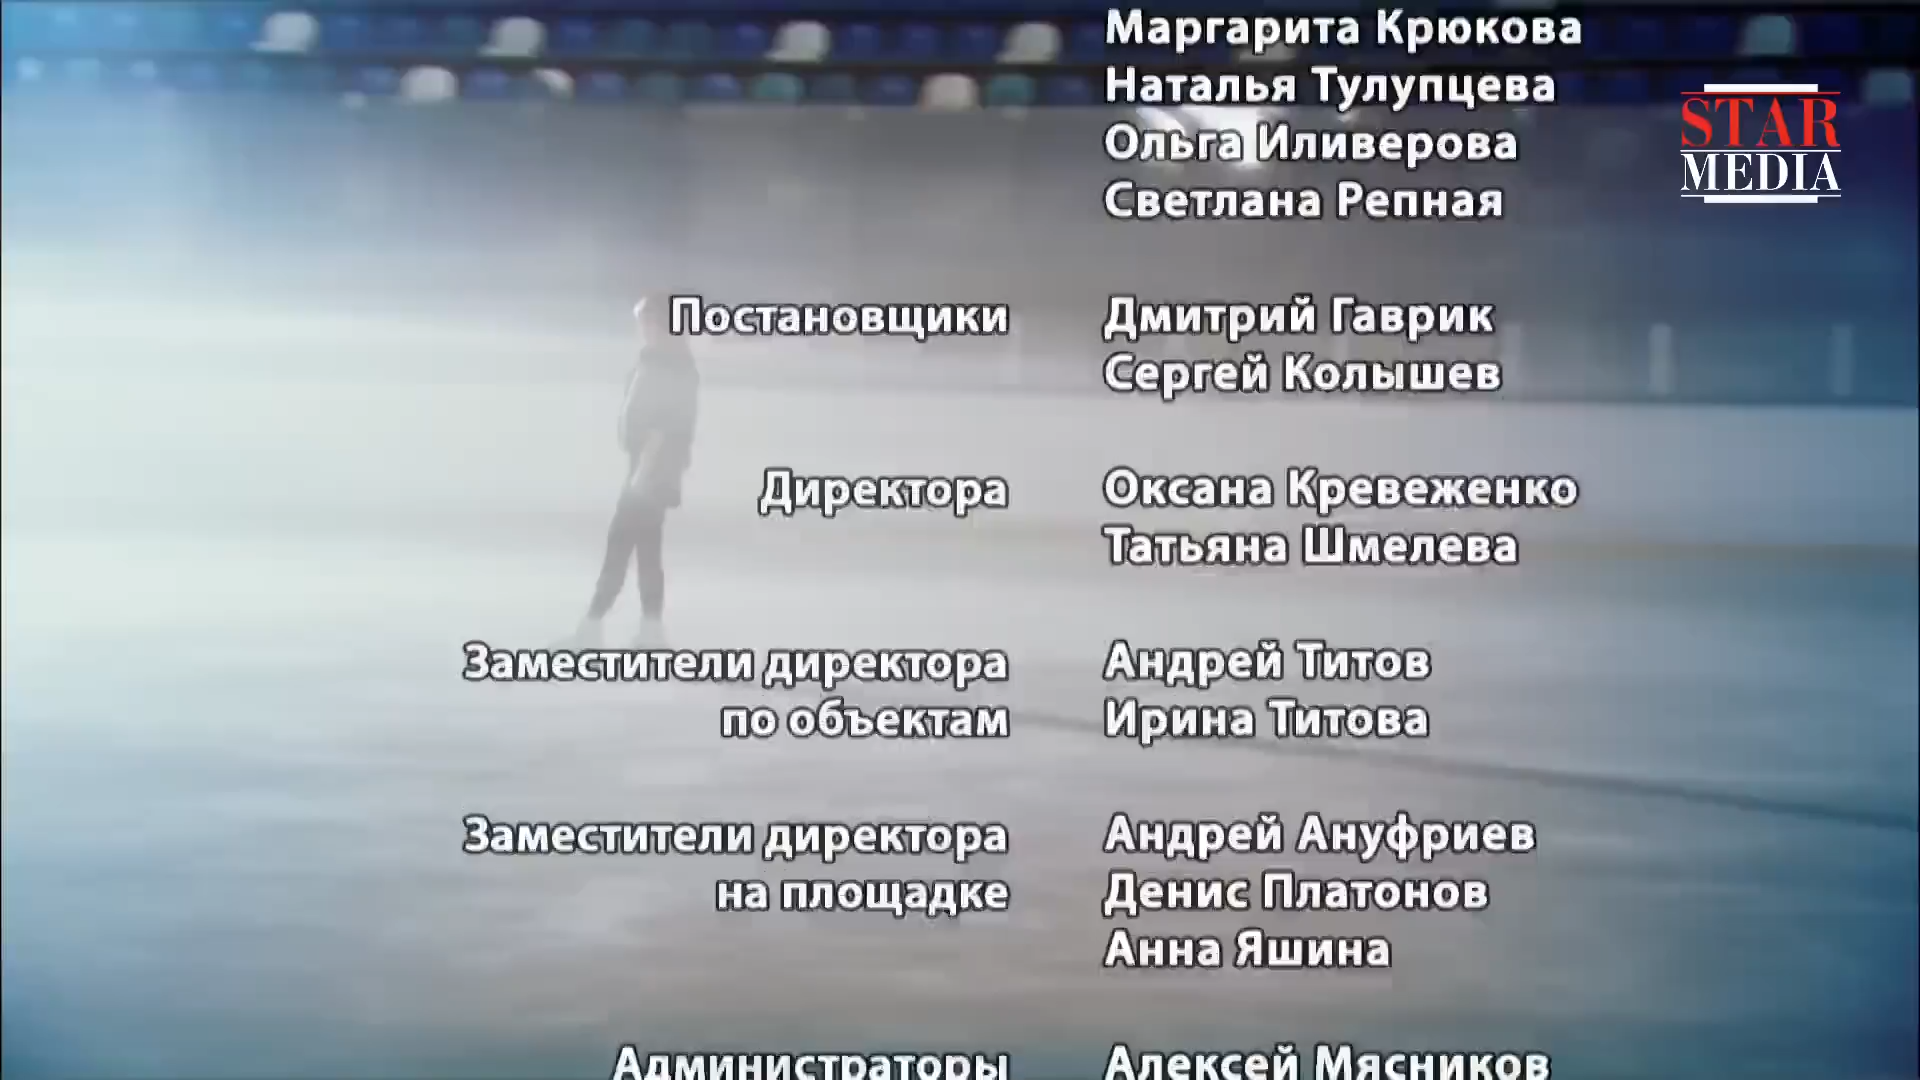 Маргарита Крюкова
Наталья Тулупцева
Ольга Иливерова
Светлана Репная
STAR
MEDIA
Постановщики Дмитрий Гаврик
Сергей Колышев
Директора Оксана Кревеженко
Татьяна Шмелева
Заместители директора Андрей Титов
по объектам Ирина Титова
Заместители директора Андрей Ануфриев
на площадке Денис Платонов
Анна Яшина
Администраторы Алексей Мясников